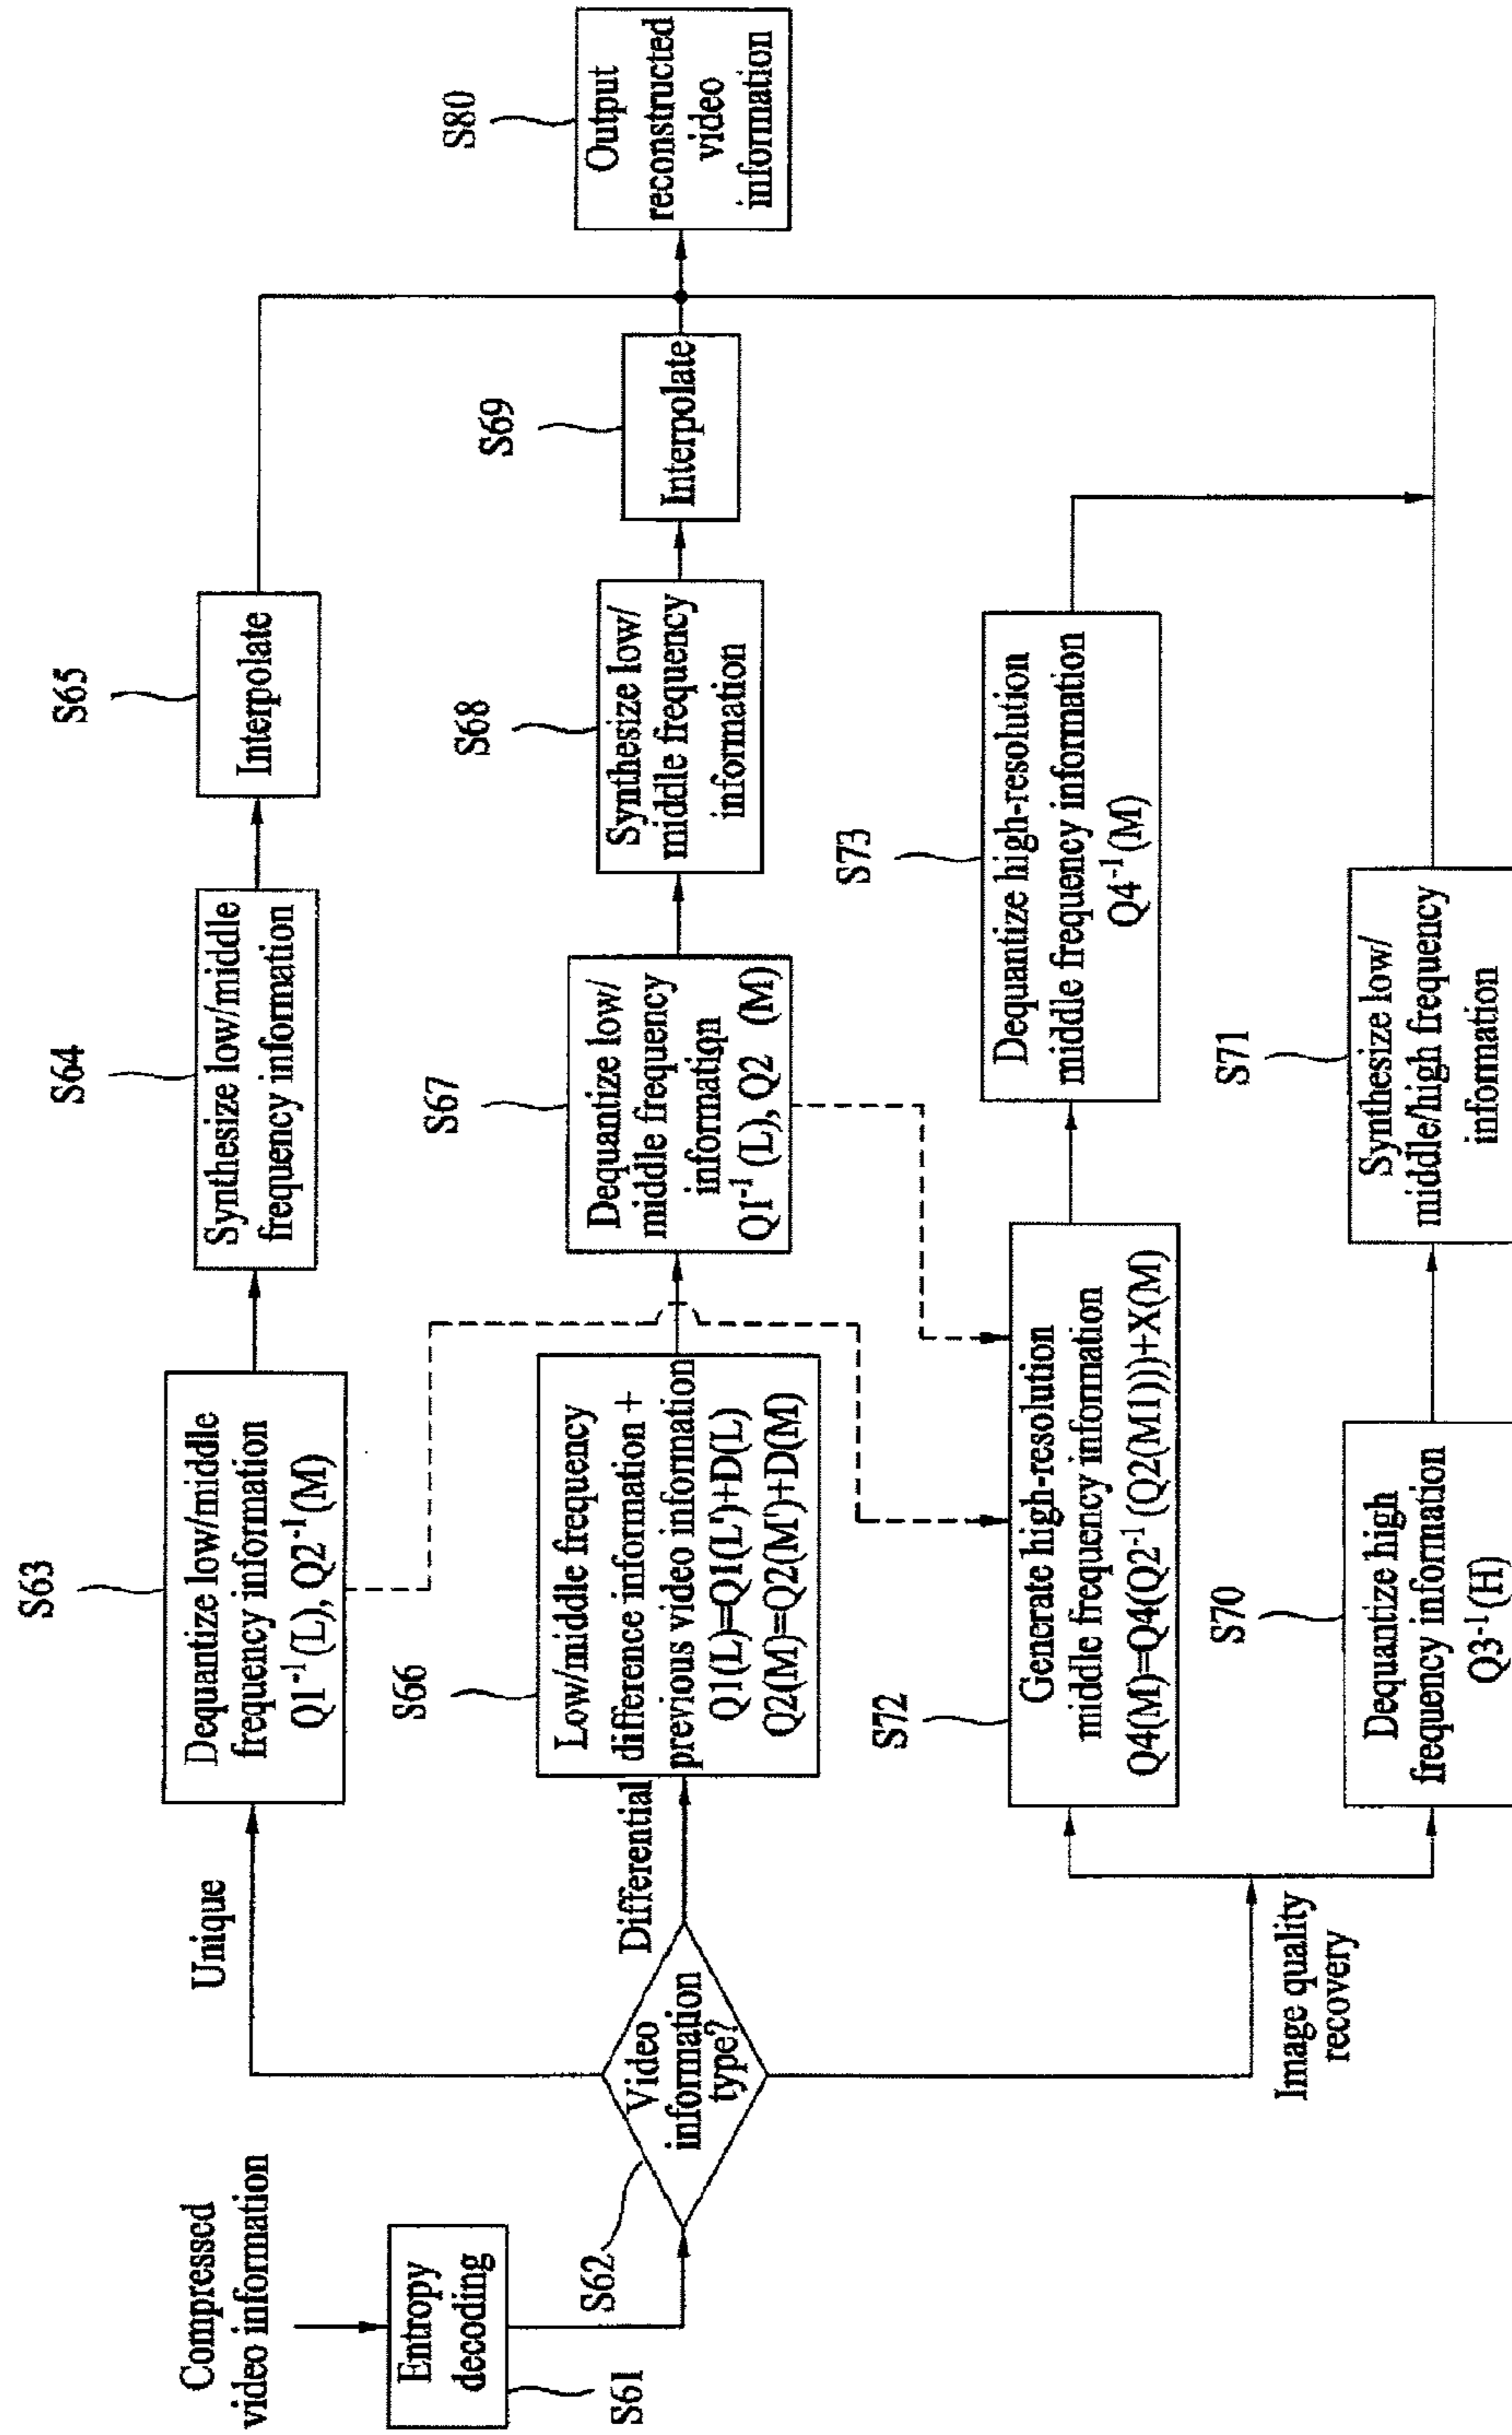 Compressed
video information
Entropy
decoding
S61
S62
Video
information
type?
Unique
Differential
Image quality
recovery
S63
Dequantize low/middle
frequency information
Q1⁻¹ (L), Q2⁻¹ (M)
S64
Synthesize low/middle
frequency information
S65
Interpolate
S66
Low/middle frequency
difference information +
previous video information
Q1(L)=Q1(L')+D(L)
Q2(M)=Q2(M')+D(M)
S67
Dequantize low/
middle frequency
information
Q1⁻¹ (L), Q2 (M)
S68
Synthesize low/
middle frequency
information
S69
Interpolate
S80
Output
reconstructed
video
information
S72
Generate high-resolution
middle frequency information
Q4(M)=Q4(Q2⁻¹ (Q2(M1)))+X(M)
S73
Dequantize high-resolution
middle frequency information
Q4⁻¹ (M)
S70
Dequantize high
frequency information
Q3⁻¹ (H)
S71
Synthesize low/
middle/high frequency
information